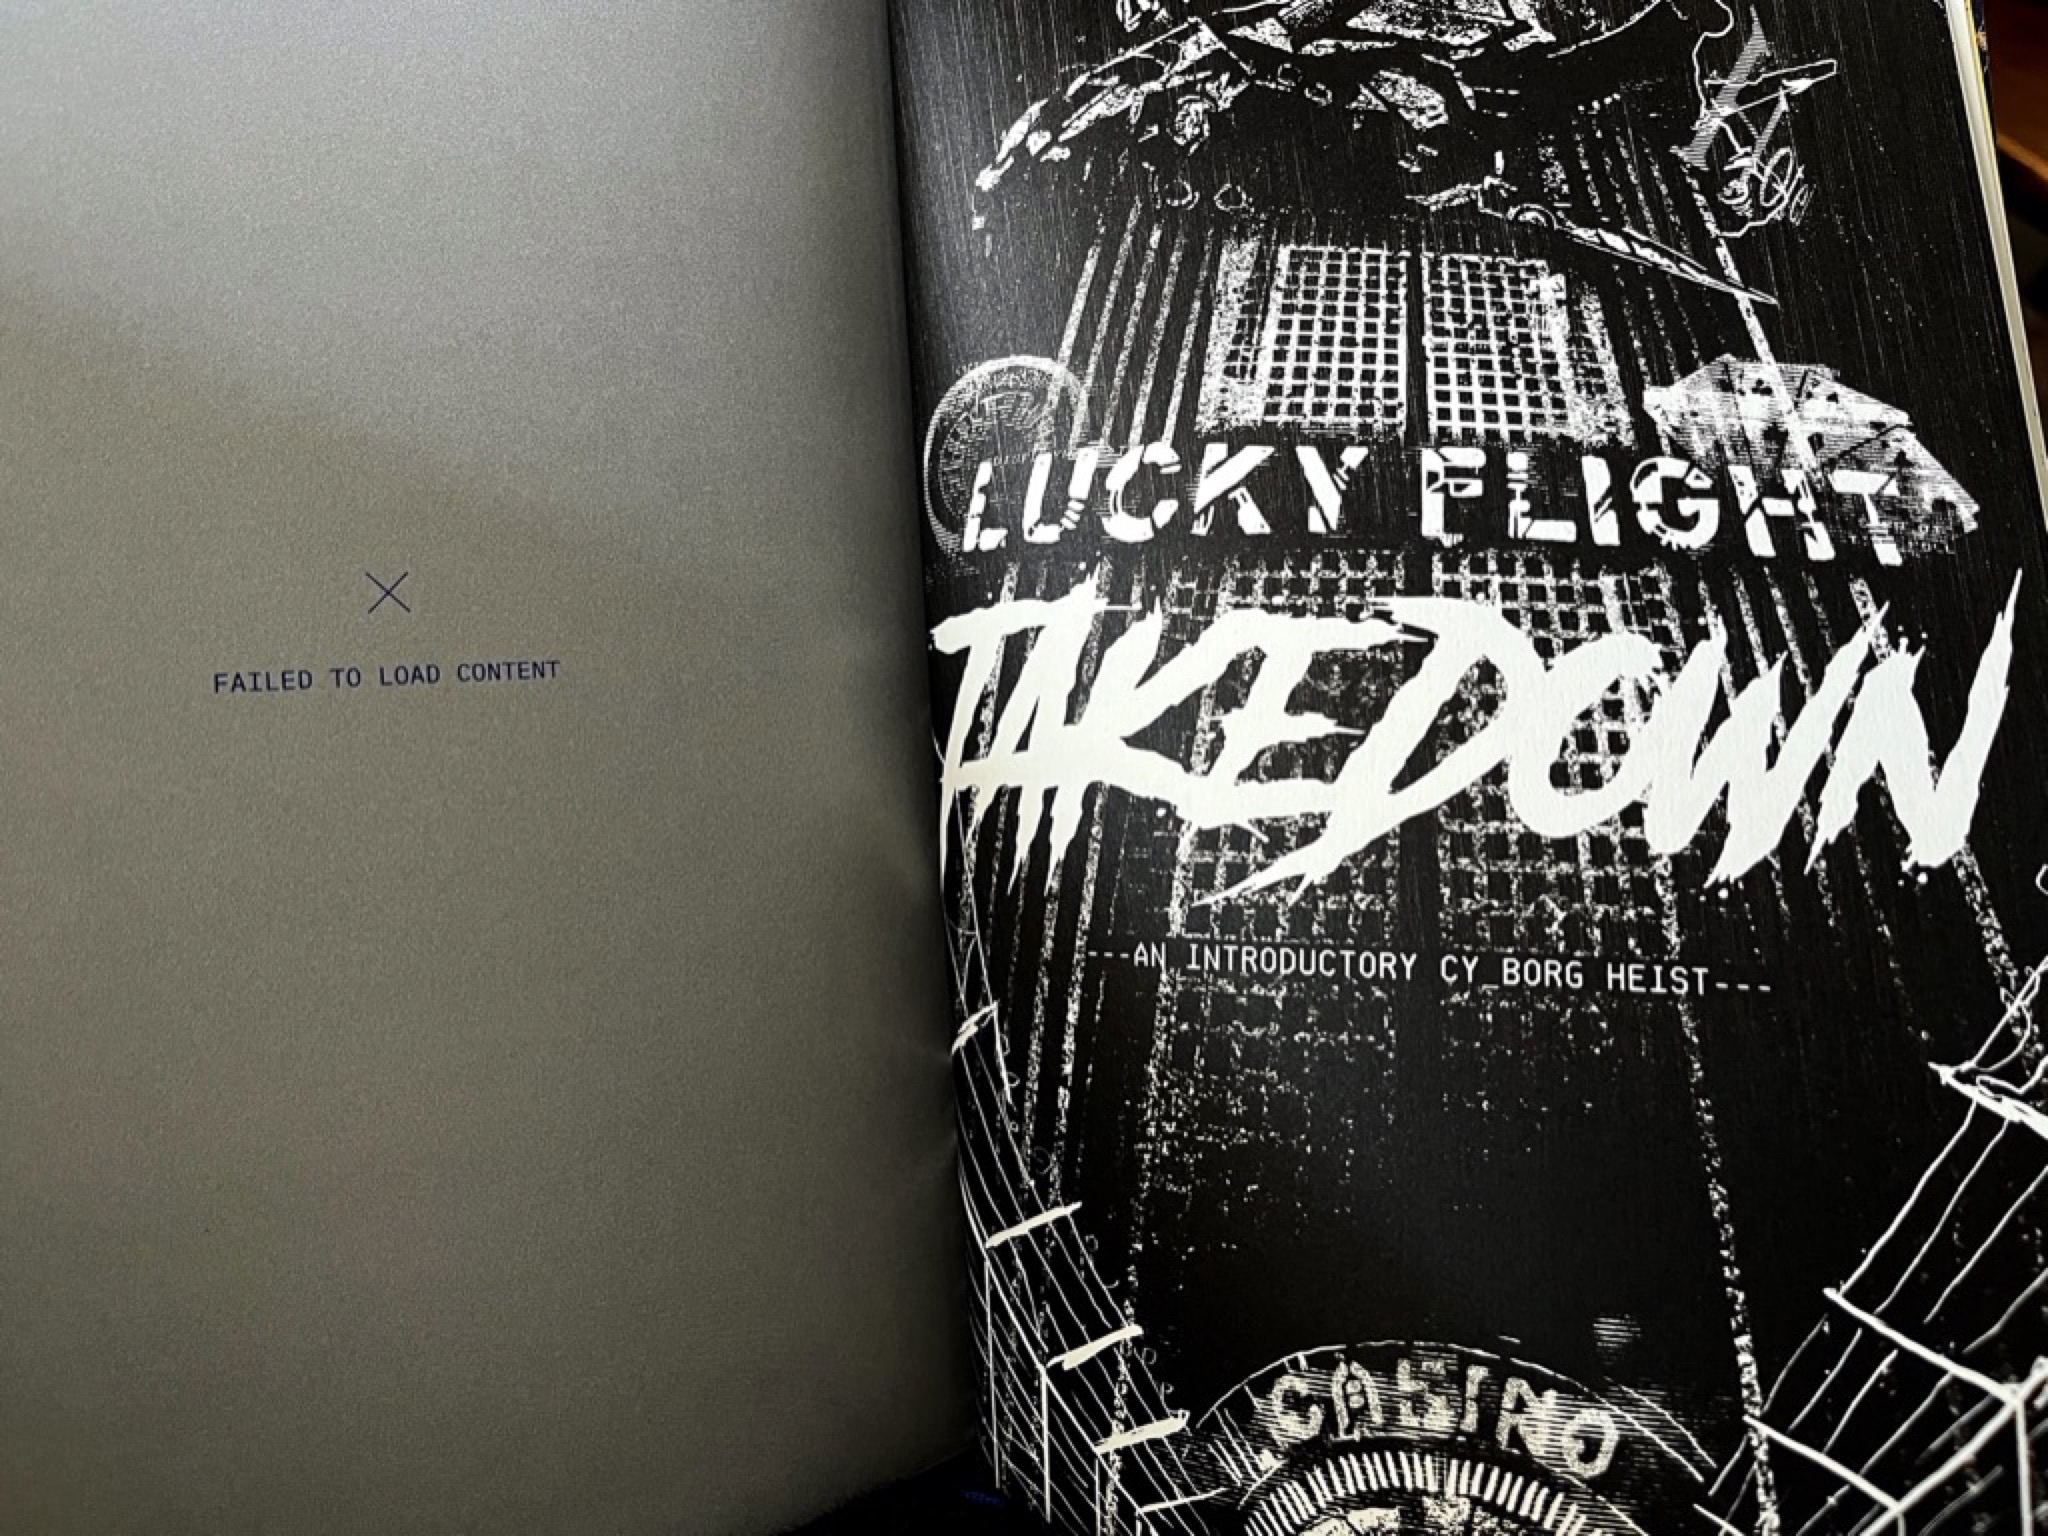 FAILED TO LOAD CONTENT
LUCKY FLIGHT
TAKEDOWN
---AN INTRODUCTORY CY_BORG HEIST---
CASINO